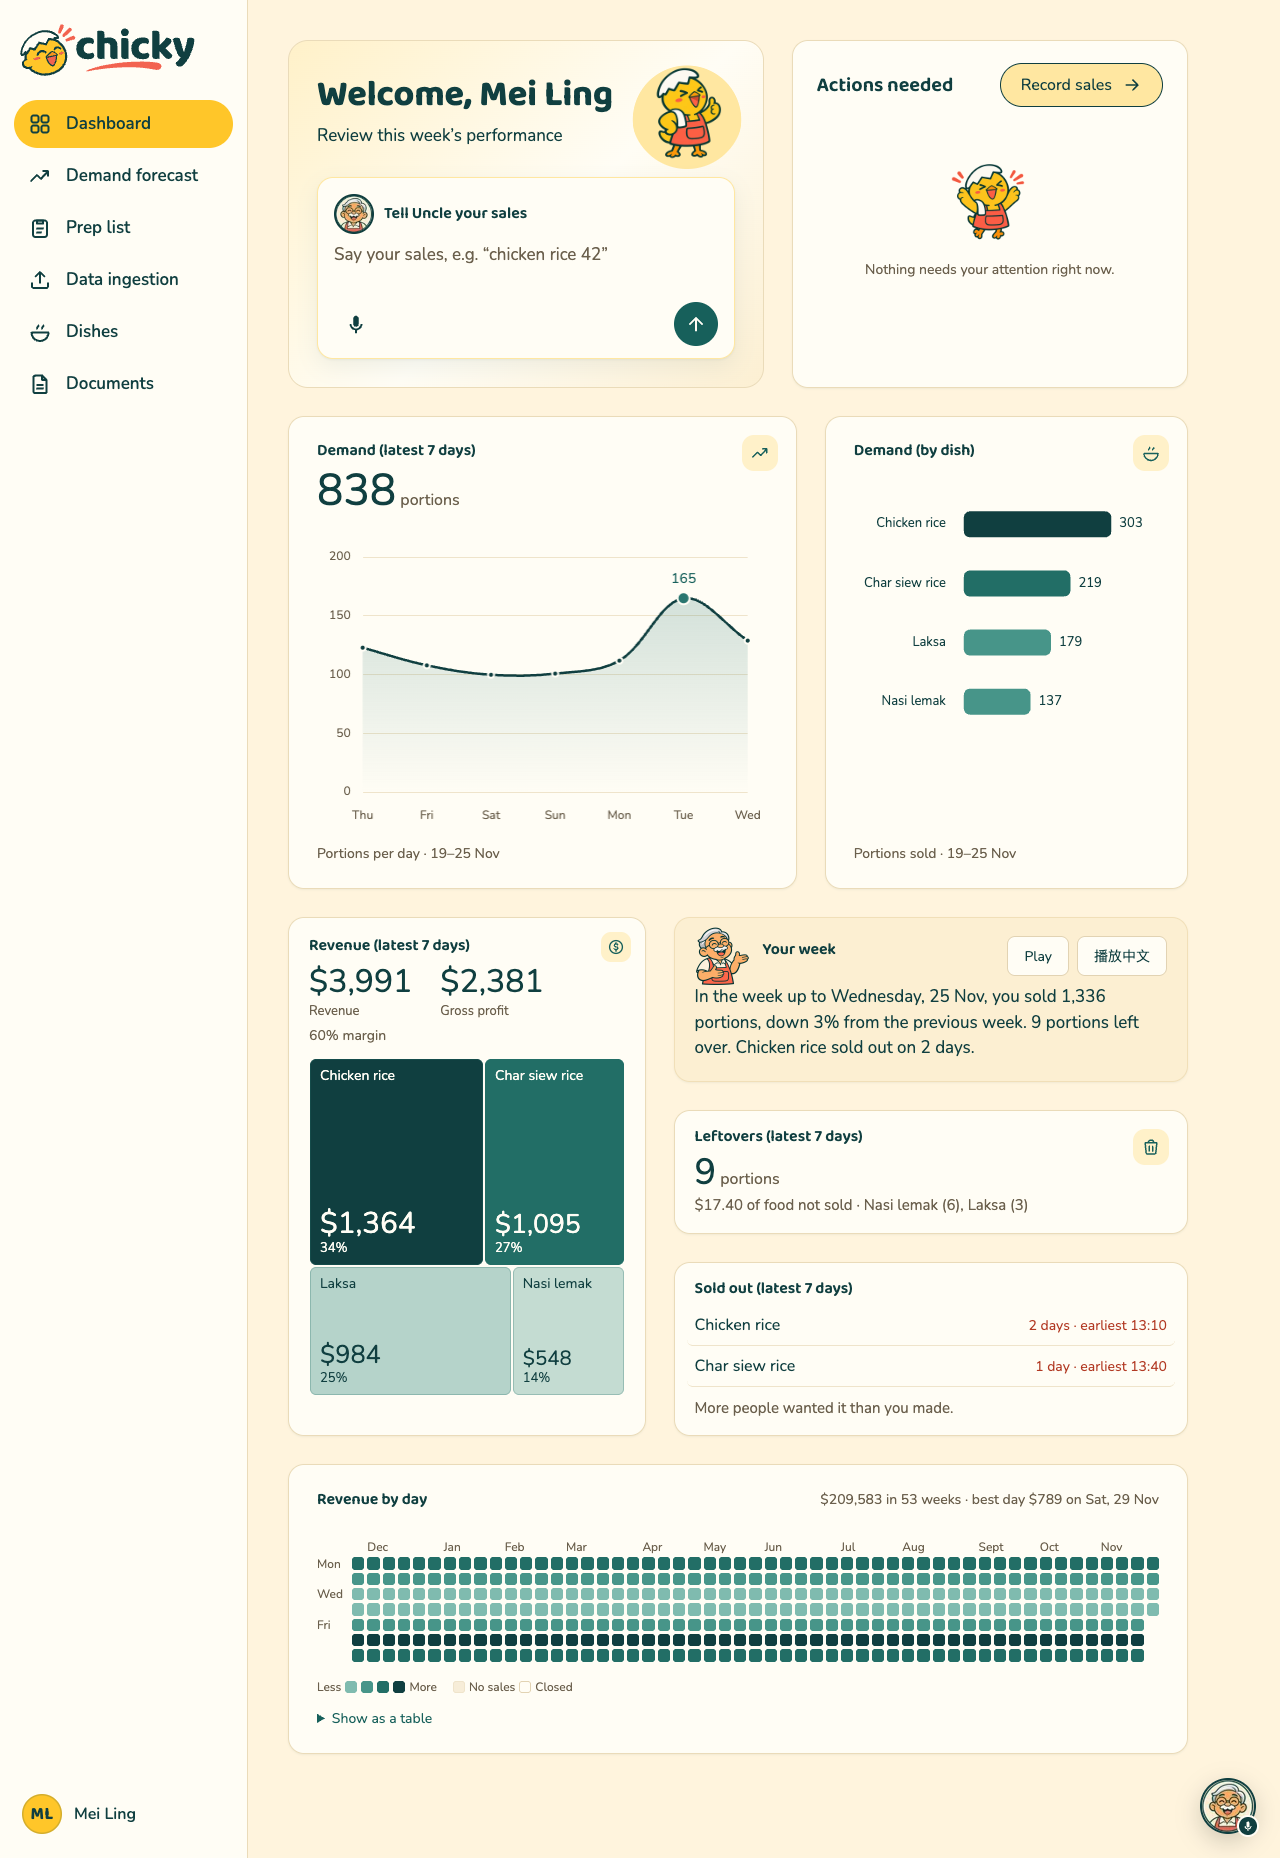 chicky
Dashboard
Demand forecast
Prep list
Data ingestion
Dishes
Documents
ML
Mei Ling
Welcome, Mei Ling
Review this week's performance
Tell Uncle your sales
Say your sales, e.g. “chicken rice 42”
Actions needed
Record sales
Nothing needs your attention right now.
Demand (latest 7 days)
838 portions
200
165
150
100
50
0
Thu Fri Sat Sun Mon Tue Wed
Portions per day · 19–25 Nov
Demand (by dish)
Chicken rice 303
Char siew rice 219
Laksa 179
Nasi lemak 137
Portions sold · 19–25 Nov
Revenue (latest 7 days)
$3,991 $2,381
Revenue Gross profit
60% margin
Chicken rice
$1,364
34%
Char siew rice
$1,095
27%
Laksa
$984
25%
Nasi lemak
$548
14%
Your week
Play
播放中文
In the week up to Wednesday, 25 Nov, you sold 1,336
portions, down 3% from the previous week. 9 portions left
over. Chicken rice sold out on 2 days.
Leftovers (latest 7 days)
9 portions
$17.40 of food not sold · Nasi lemak (6), Laksa (3)
Sold out (latest 7 days)
Chicken rice 2 days · earliest 13:10
Char siew rice 1 day · earliest 13:40
More people wanted it than you made.
Revenue by day
$209,583 in 53 weeks · best day $789 on Sat, 29 Nov
Dec Jan Feb Mar Apr May Jun Jul Aug Sept Oct Nov
Mon
Wed
Fri
Less More No sales Closed
Show as a table